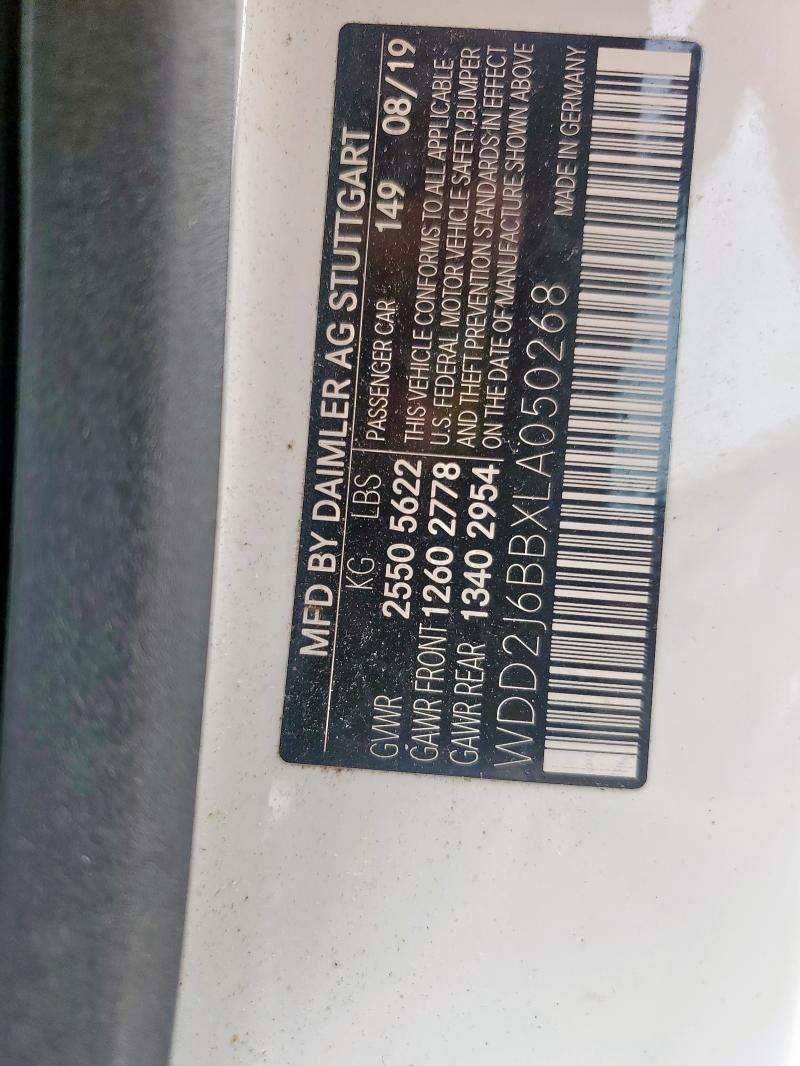 MFD BY DAIMLER AG STUTTGART
KG LBS
GVWR 2550 5622
GAWR FRONT 1260 2778
GAWR REAR 1340 2954
PASSENGER CAR 149 08/19
THIS VEHICLE CONFORMS TO ALL APPLICABLE
U.S. FEDERAL MOTOR VEHICLE SAFETY,BUMPER
AND THEFT PREVENTION STANDARDS IN EFFECT
ON THE DATE OF MANUFACTURE SHOWN ABOVE
WDD2J6BBXLA050268 MADE IN GERMANY